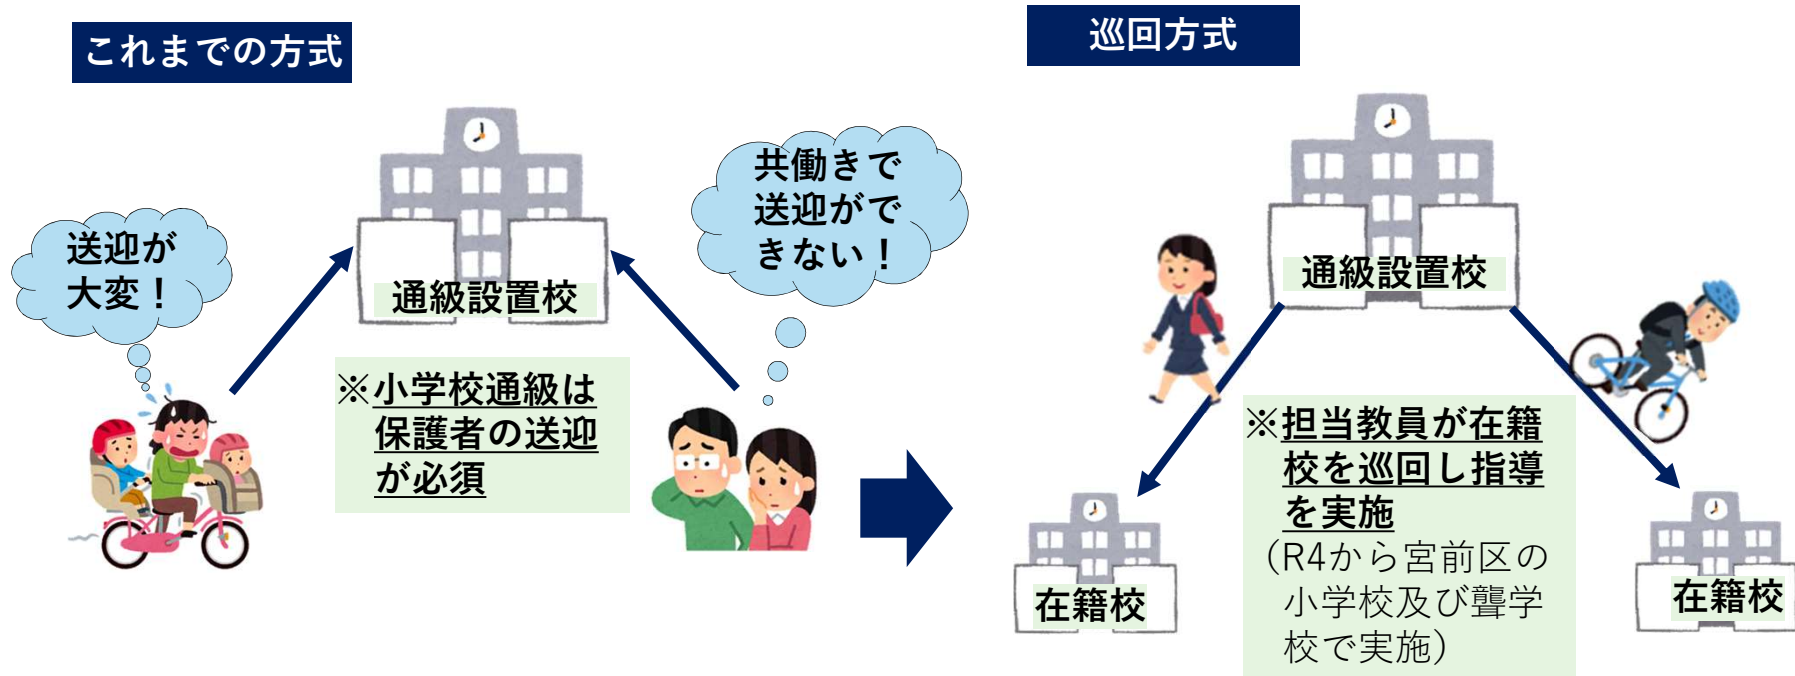 これまでの方式
送迎が
大変！
通級設置校
共働きで
送迎がで
きない！
※小学校通級は
保護者の送迎
が必須
巡回方式
通級設置校
※担当教員が在籍
校を巡回し指導
を実施
（R4から宮前区の
小学校及び聾学
校で実施）
在籍校
在籍校